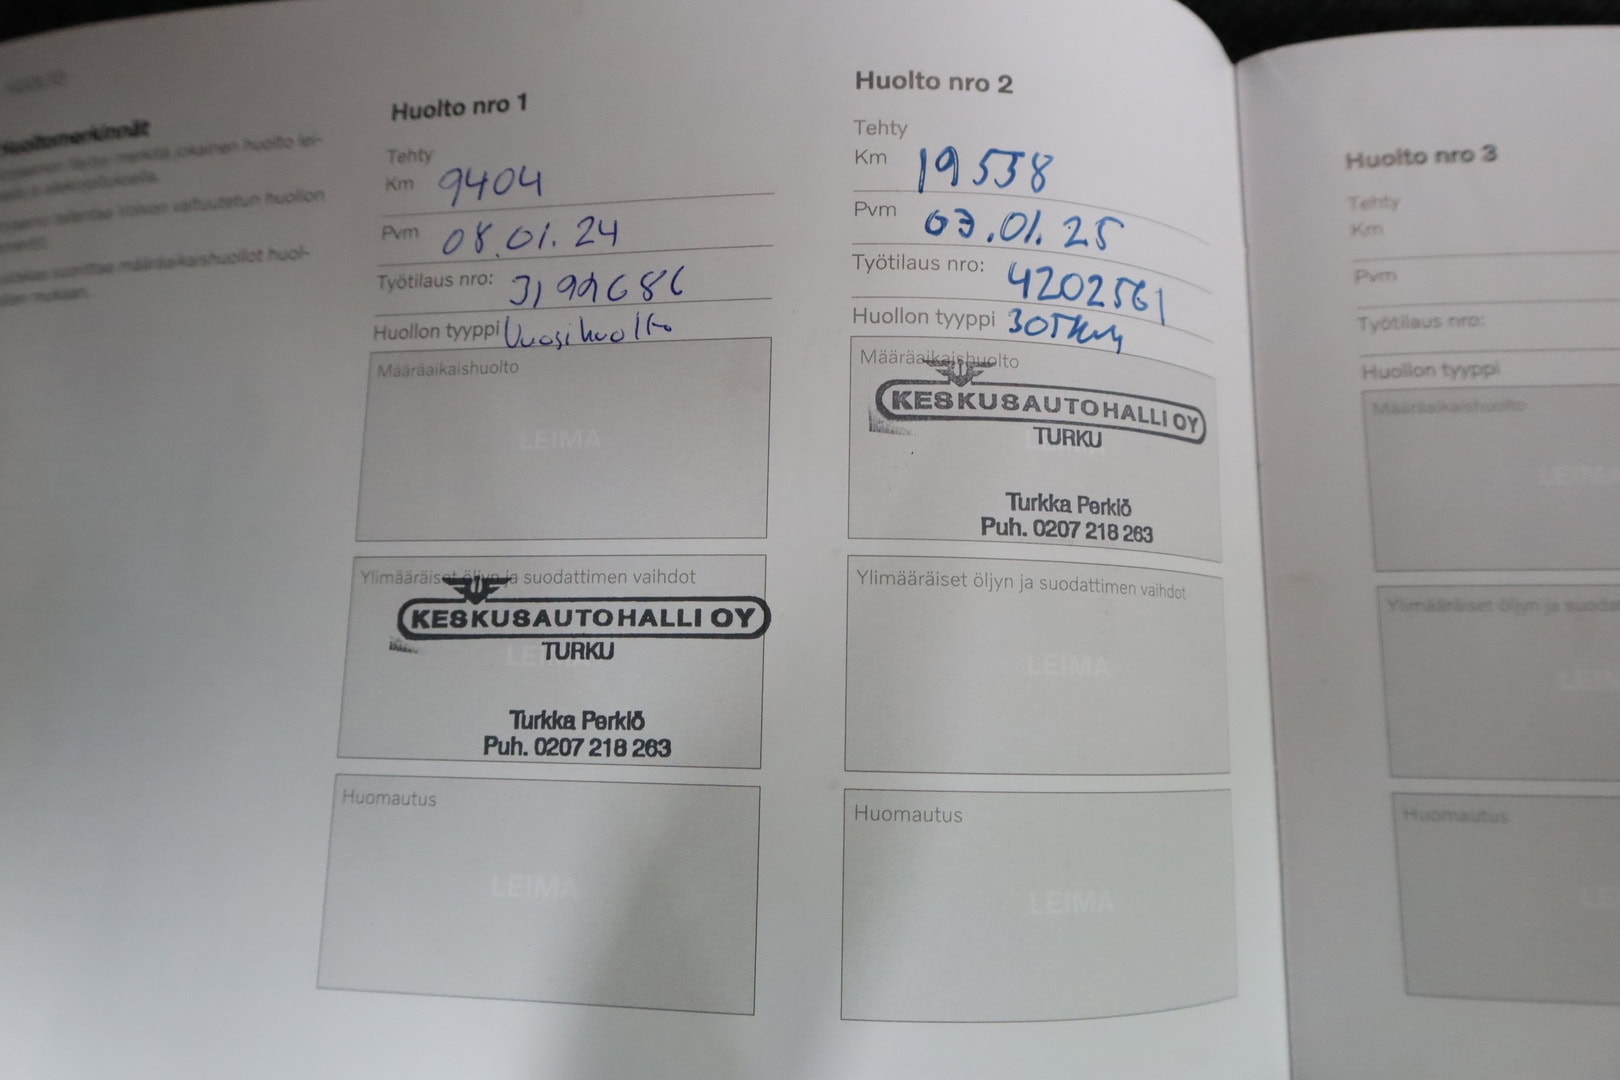 Huolto nro 1
Tehty
Km 9404
Pvm 08.01.24
Työtilaus nro: 3199686
Huollon tyyppi Vuosihuolto
Määräaikaishuolto
LEIMA
Ylimääräiset öljyn ja suodattimen vaihdot
KESKUSAUTOHALLI OY
TURKU
Turkka Perkiö
Puh. 0207 218 263
Huomautus
LEIMA
Huolto nro 2
Tehty
Km 19538
Pvm 03.01.25
Työtilaus nro: 4202561
Huollon tyyppi 30TKM
Määräaikaishuolto
KESKUSAUTOHALLI OY
TURKU
Turkka Perkiö
Puh. 0207 218 263
Ylimääräiset öljyn ja suodattimen vaihdot
LEIMA
Huomautus
LEIMA
Huolto nro 3
Tehty
Km
Pvm
Työtilaus nro:
Huollon tyyppi
Määräaikaishuolto
Ylimääräiset öljyn ja
Huomautus